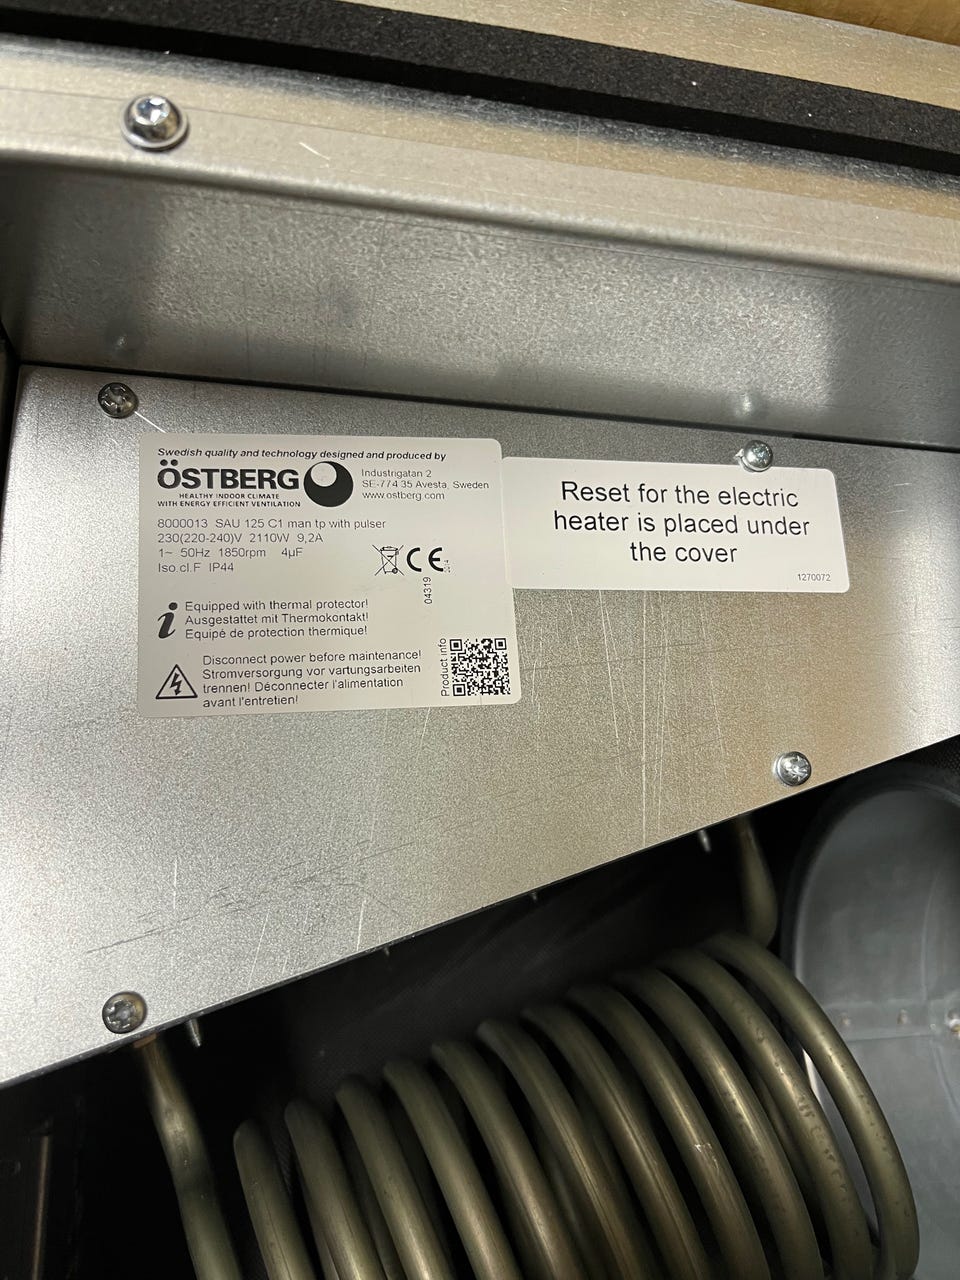 Swedish quality and technology designed and produced by
ÖSTBERG
HEALTHY INDOOR CLIMATE
WITH ENERGY EFFICIENT VENTILATION
Industrigatan 2
SE-774 35 Avesta, Sweden
www.ostberg.com
8000013 SAU 125 C1 man tp with pulser
230(220-240)V 2110W 9,2A
1~ 50Hz 1850rpm 4µF
Iso.cl.F IP44
CE
04319
i Equipped with thermal protector!
Ausgestattet mit Thermokontakt!
Equipé de protection thermique!
Disconnect power before maintenance!
Stromversorgung vor vartungsarbeiten
trennen! Déconnecter l'alimentation
avant l'entretien!
Product info
Reset for the electric
heater is placed under
the cover
1270072